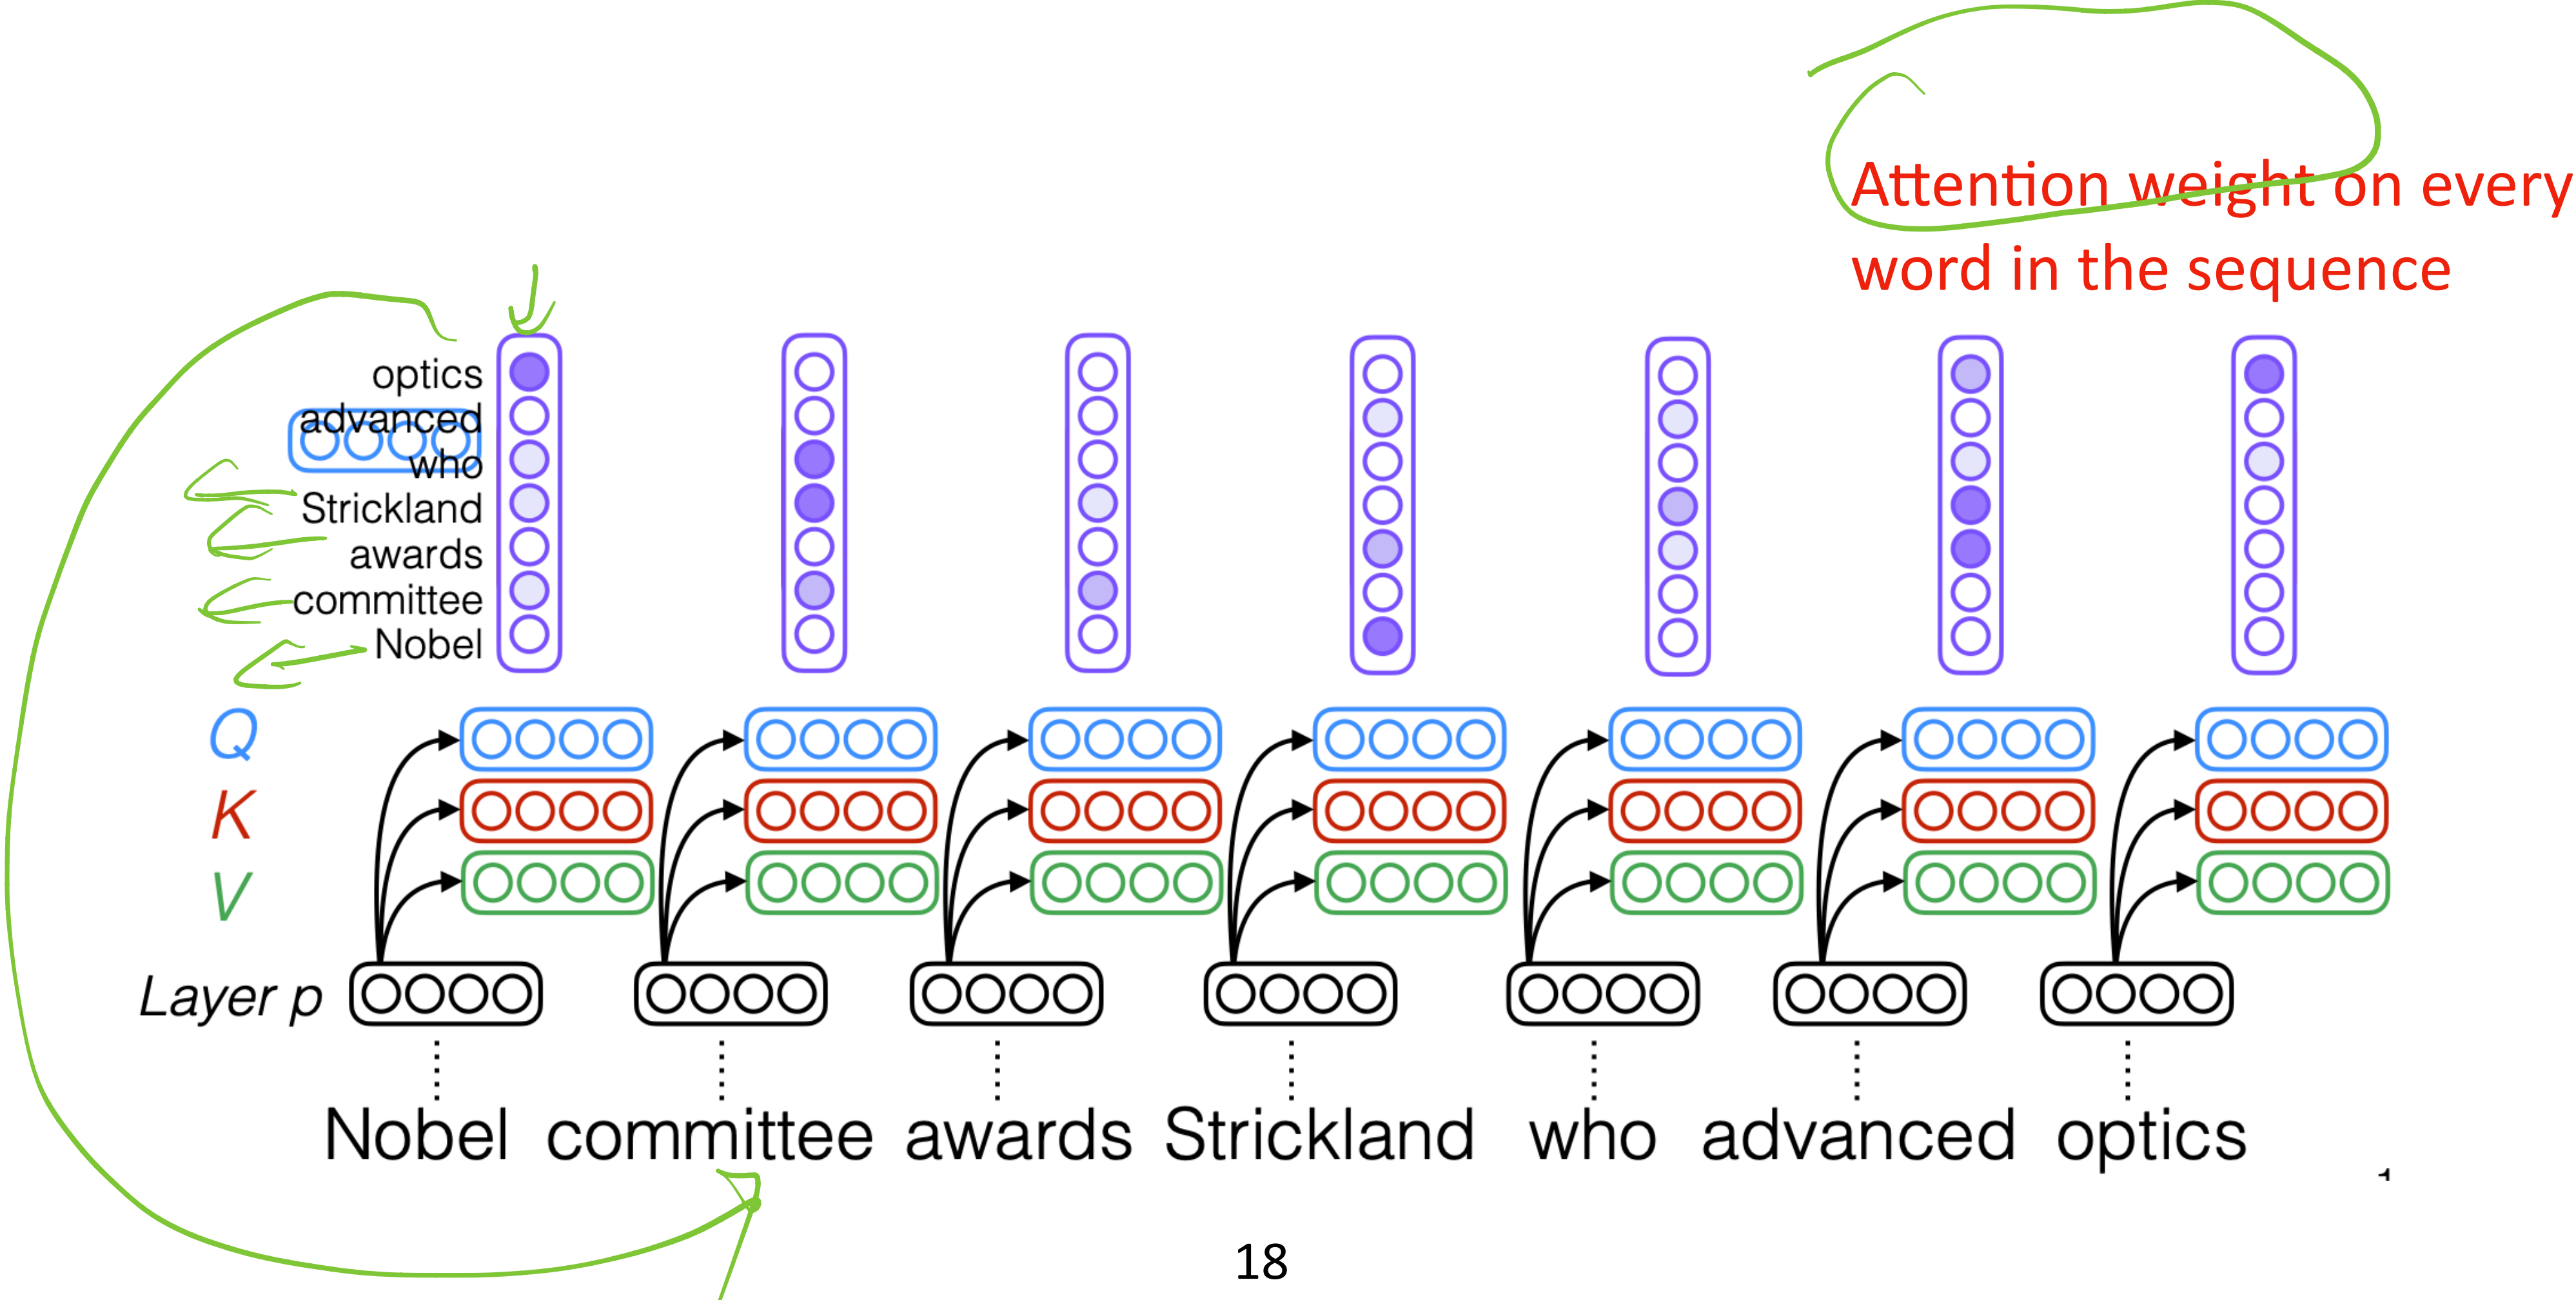 Attention weight on every
word in the sequence
optics
advanced
who
Strickland
awards
committee
Nobel
Q
K
V
Layer p
Nobel committee awards Strickland who advanced optics
18